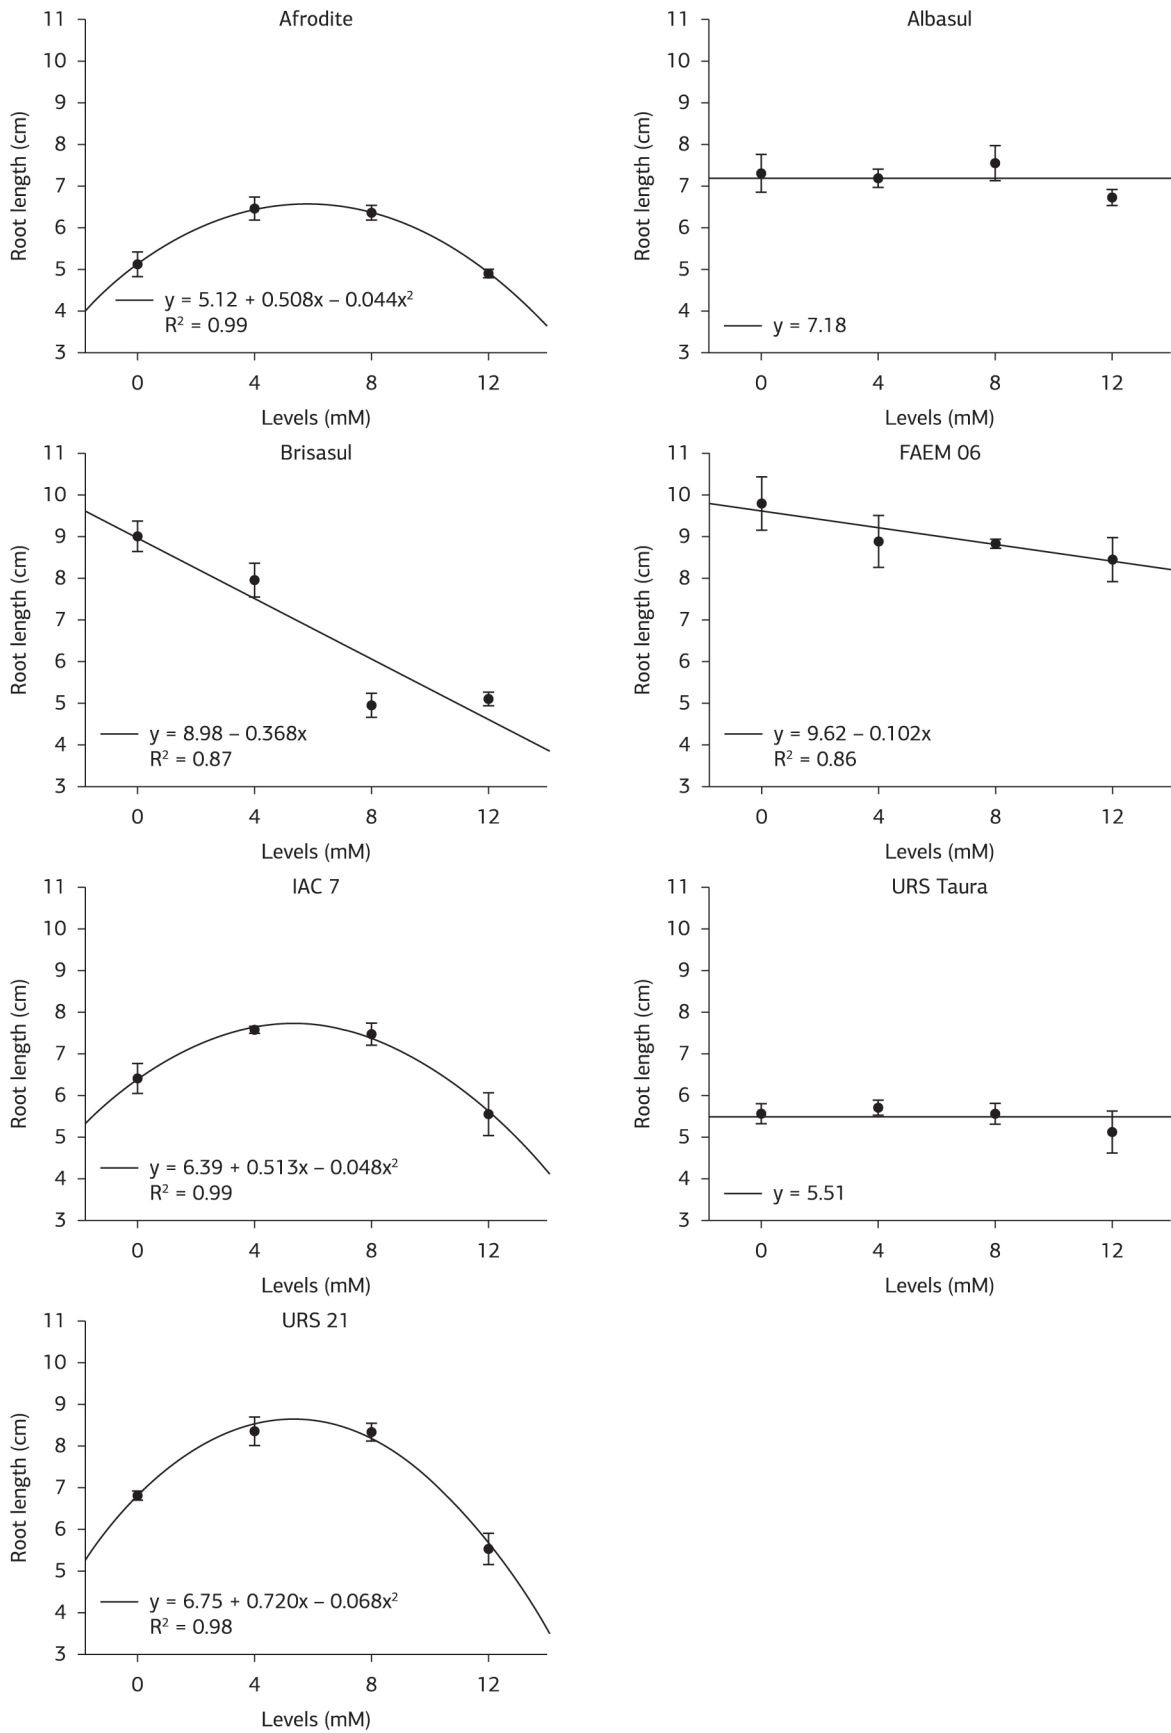 Afrodite
11
10
9
8
7
6
5
4
3
Root length (cm)
y = 5.12 + 0.508x – 0.044x²
R² = 0.99
0 4 8 12
Levels (mM)
Albasul
11
10
9
8
7
6
5
4
3
Root length (cm)
y = 7.18
0 4 8 12
Levels (mM)
Brisasul
11
10
9
8
7
6
5
4
3
Root length (cm)
y = 8.98 – 0.368x
R² = 0.87
0 4 8 12
Levels (mM)
FAEM 06
11
10
9
8
7
6
5
4
3
Root length (cm)
y = 9.62 – 0.102x
R² = 0.86
0 4 8 12
Levels (mM)
IAC 7
11
10
9
8
7
6
5
4
3
Root length (cm)
y = 6.39 + 0.513x – 0.048x²
R² = 0.99
0 4 8 12
Levels (mM)
URS Taura
11
10
9
8
7
6
5
4
3
Root length (cm)
y = 5.51
0 4 8 12
Levels (mM)
URS 21
11
10
9
8
7
6
5
4
3
Root length (cm)
y = 6.75 + 0.720x – 0.068x²
R² = 0.98
0 4 8 12
Levels (mM)